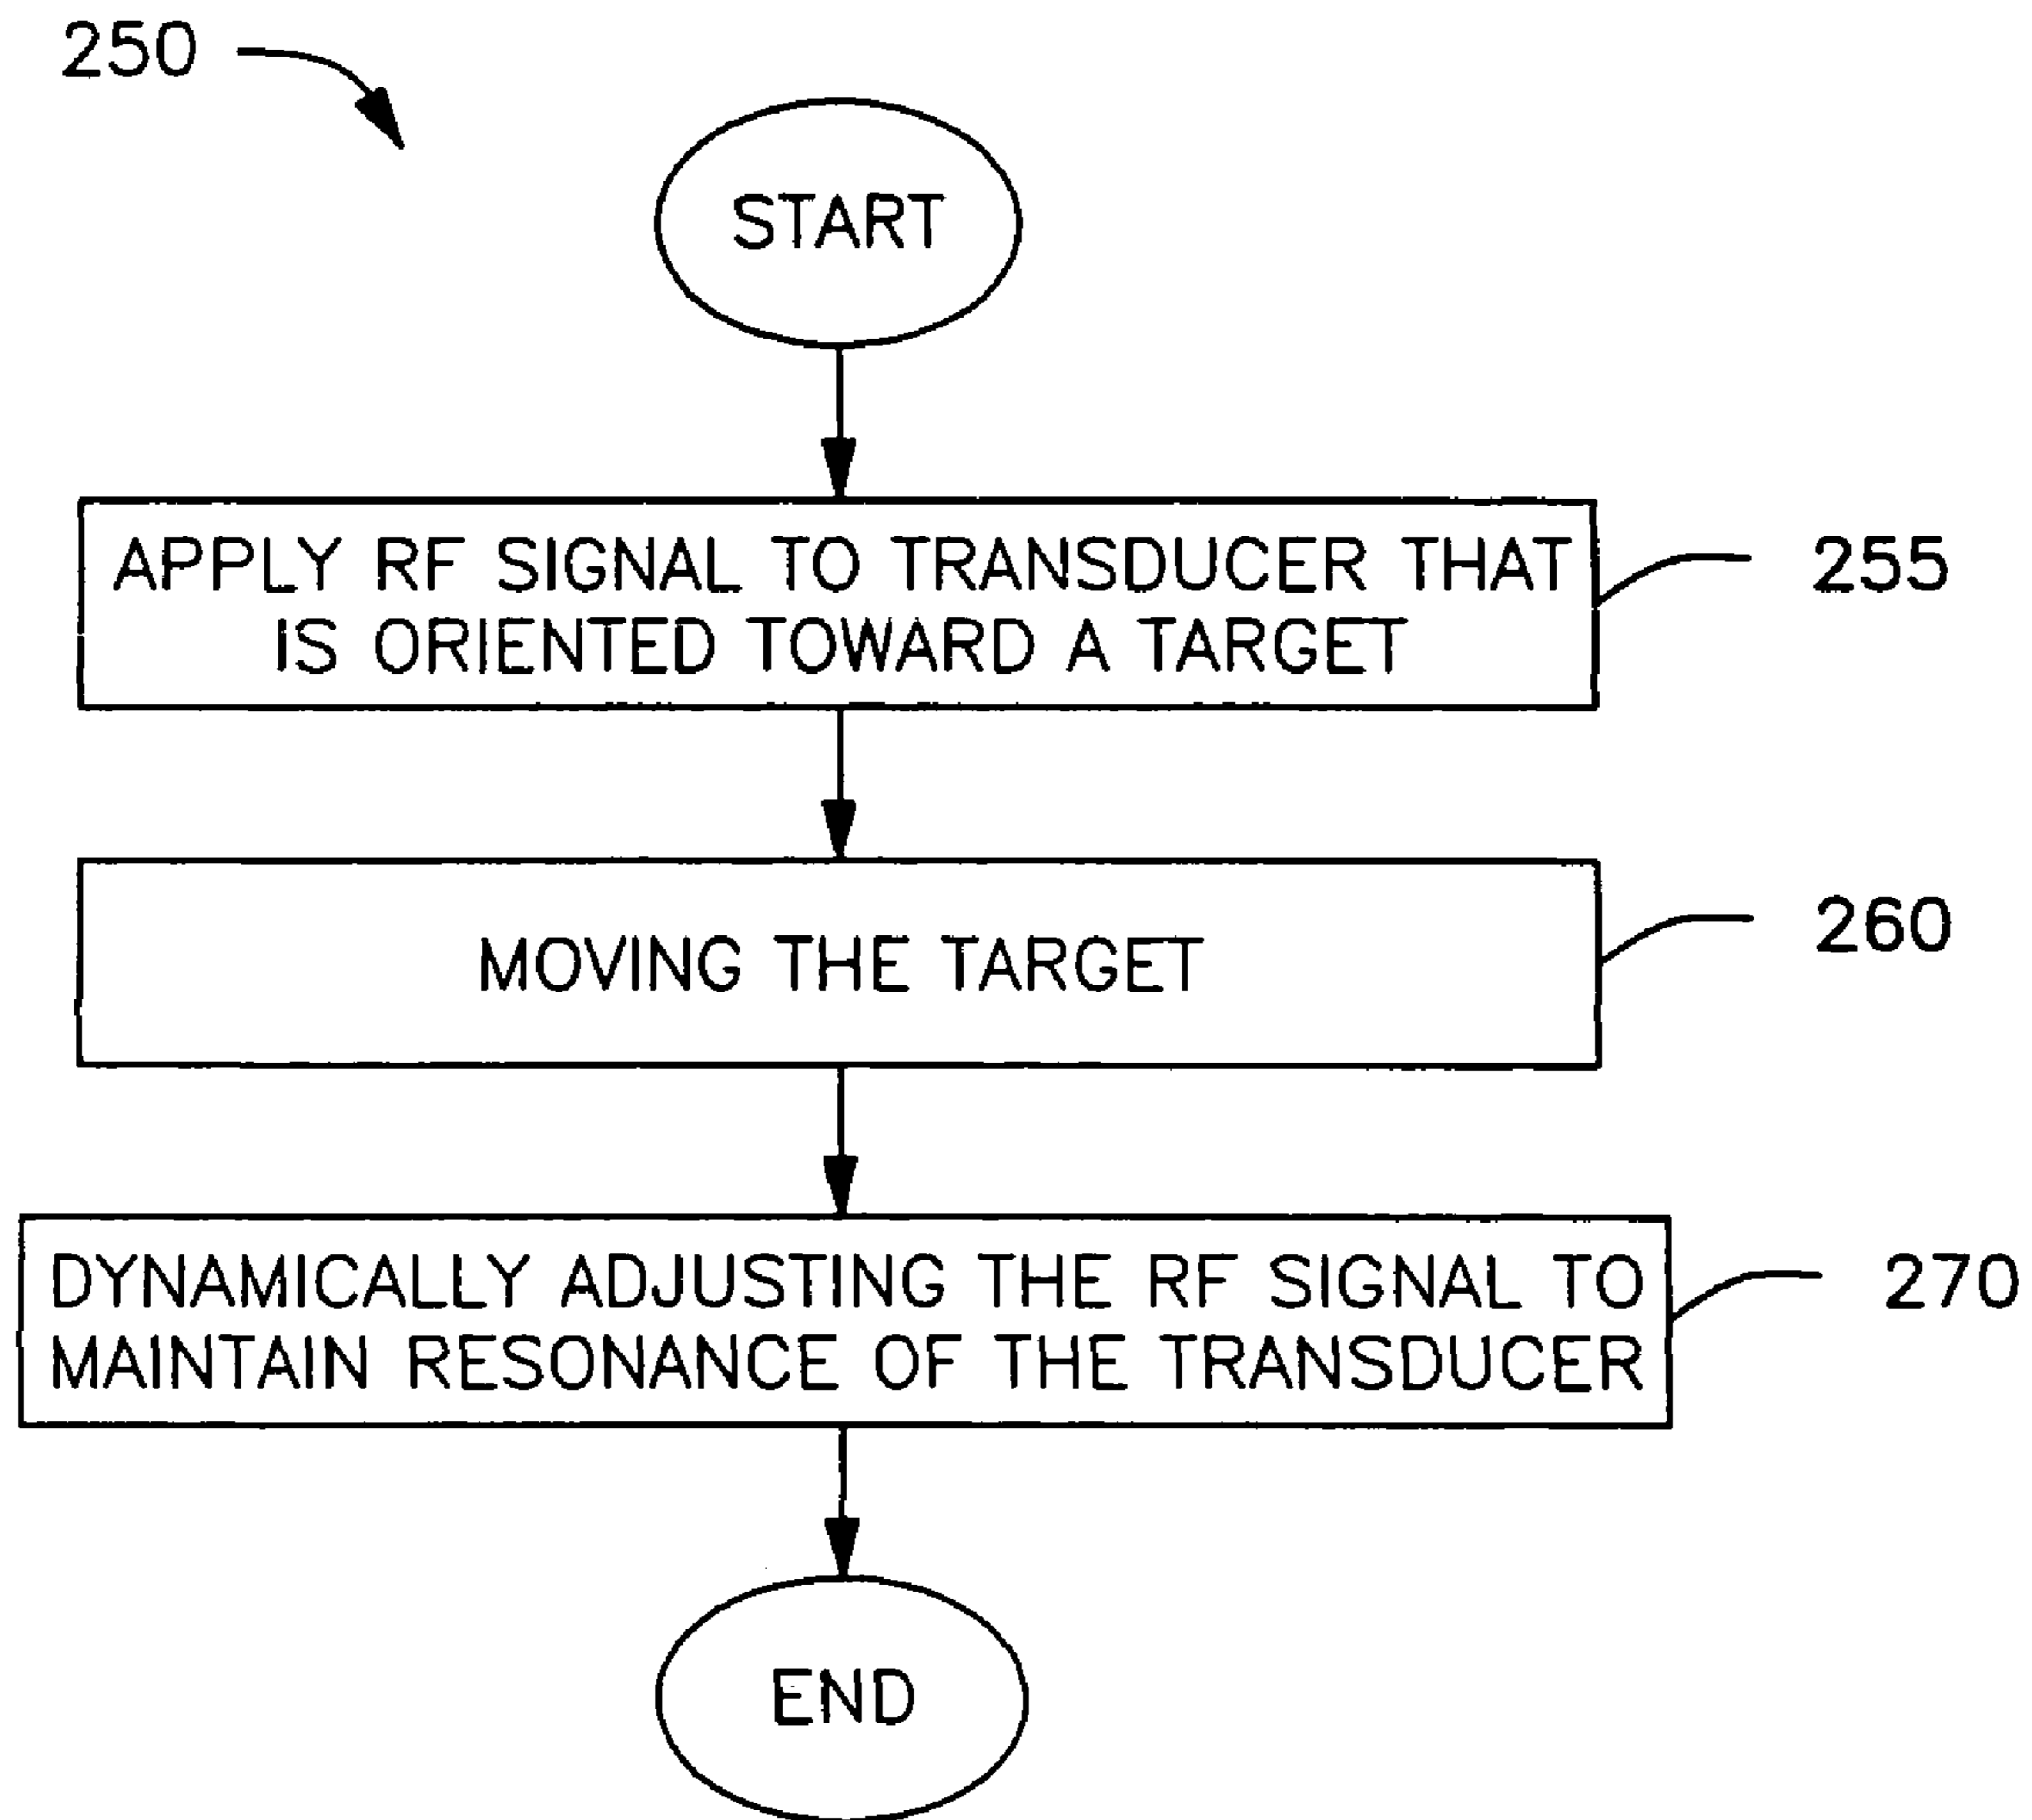 250
START
APPLY RF SIGNAL TO TRANSDUCER THAT
IS ORIENTED TOWARD A TARGET
255
MOVING THE TARGET
260
DYNAMICALLY ADJUSTING THE RF SIGNAL TO
MAINTAIN RESONANCE OF THE TRANSDUCER
270
END